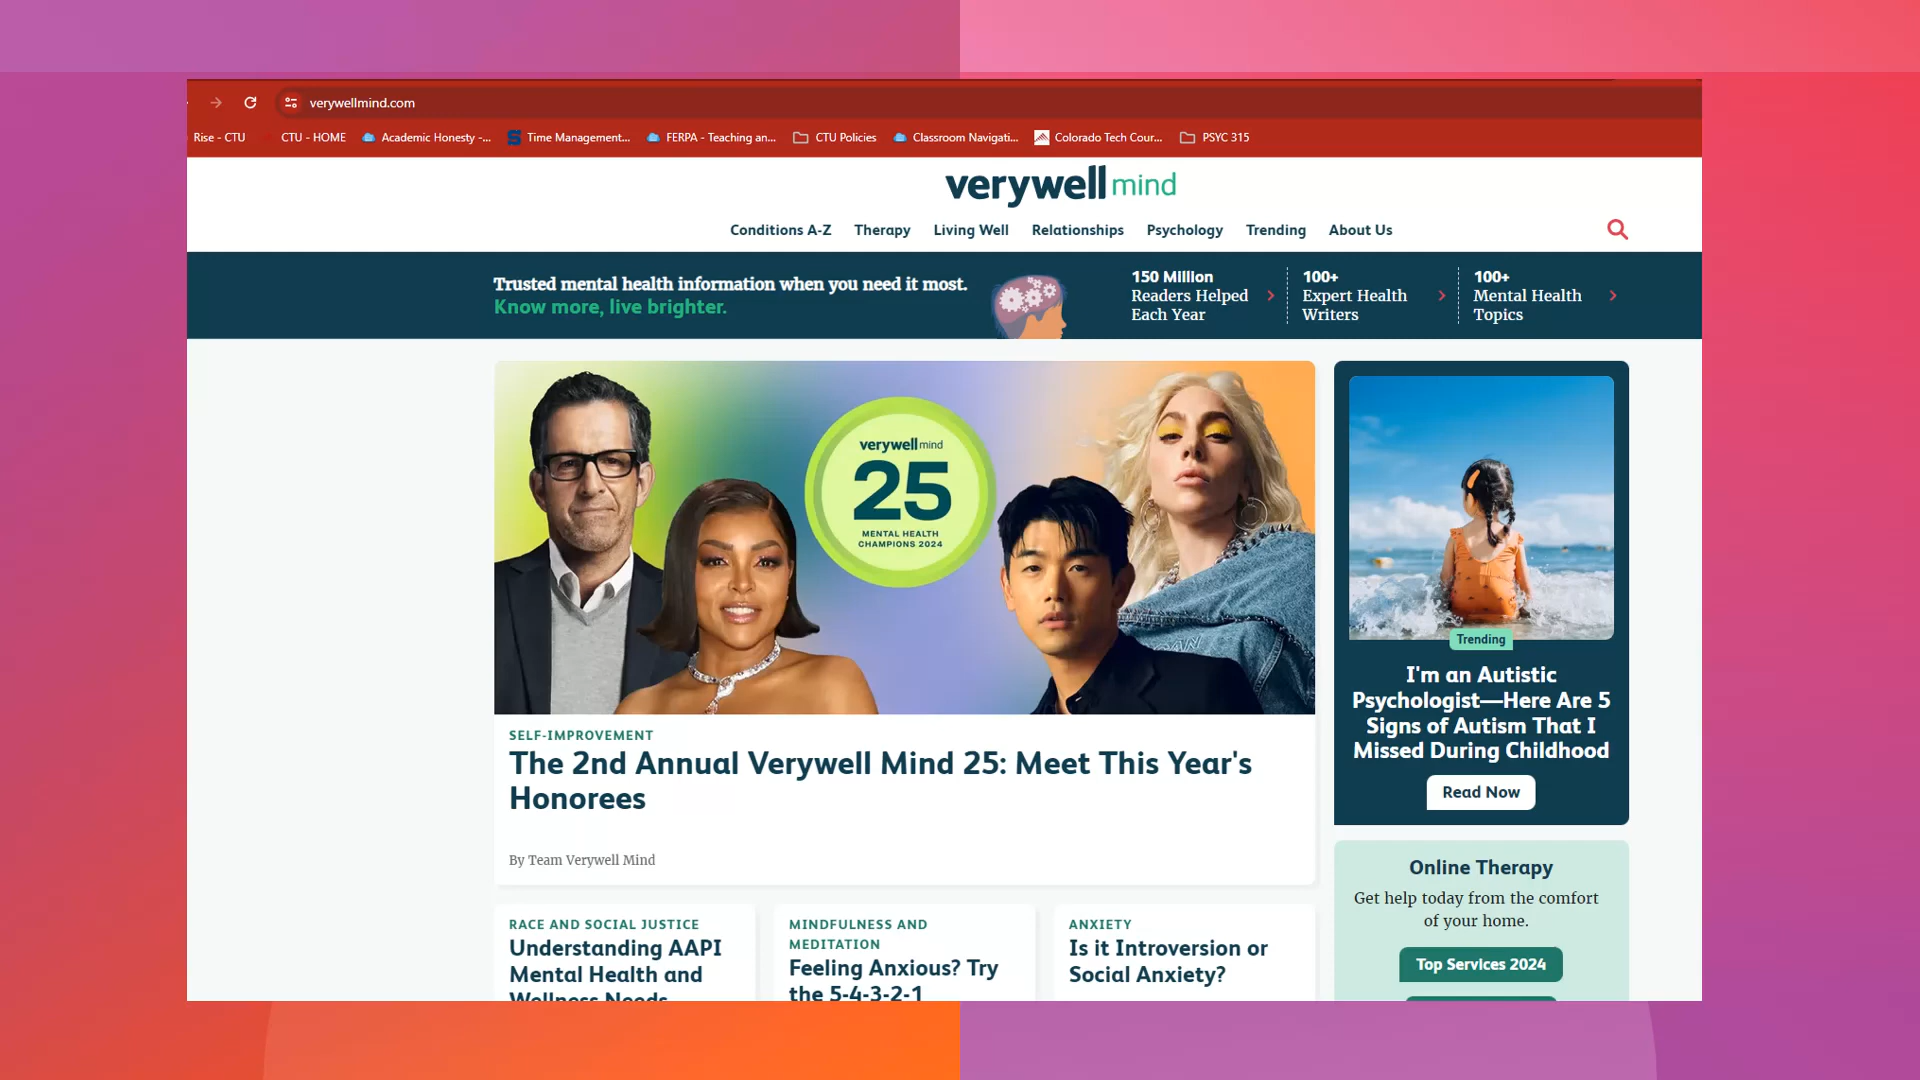 verywellmind.com
Rise - CTU
CTU - HOME
Academic Honesty -...
Time Management...
FERPA - Teaching an...
CTU Policies
Classroom Navigati...
Colorado Tech Cour...
PSYC 315
verywell mind
Conditions A-Z
Therapy
Living Well
Relationships
Psychology
Trending
About Us
Trusted mental health information when you need it most.
Know more, live brighter.
150 Million
Readers Helped
Each Year
100+
Expert Health
Writers
100+
Mental Health
Topics
verywell mind
25
MENTAL HEALTH
CHAMPIONS 2024
SELF-IMPROVEMENT
The 2nd Annual Verywell Mind 25: Meet This Year's
Honorees
By Team Verywell Mind
Trending
I'm an Autistic
Psychologist—Here Are 5
Signs of Autism That I
Missed During Childhood
Read Now
Online Therapy
Get help today from the comfort
of your home.
Top Services 2024
RACE AND SOCIAL JUSTICE
Understanding AAPI
Mental Health and
Wellness Needs
MINDFULNESS AND
MEDITATION
Feeling Anxious? Try
the 5-4-3-2-1
ANXIETY
Is it Introversion or
Social Anxiety?